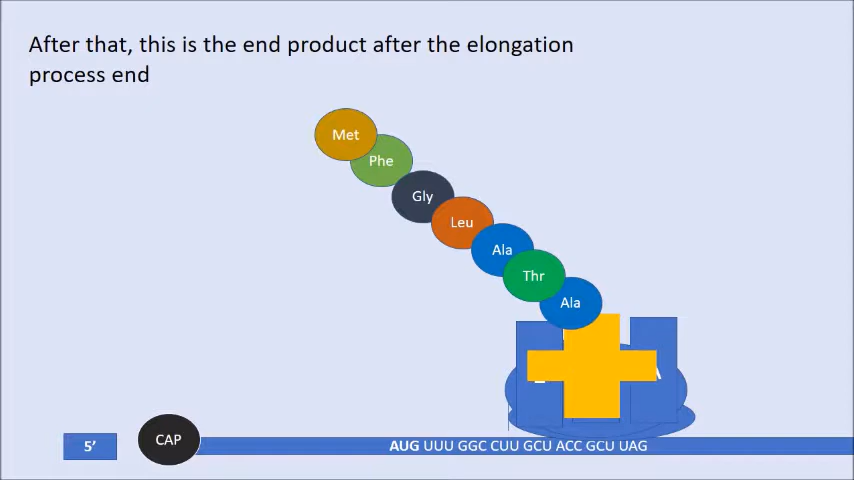 After that, this is the end product after the elongation
process end
Met
Phe
Gly
Leu
Ala
Thr
Ala
5’
CAP
AUG UUU GGC CUU GCU ACC GCU UAG